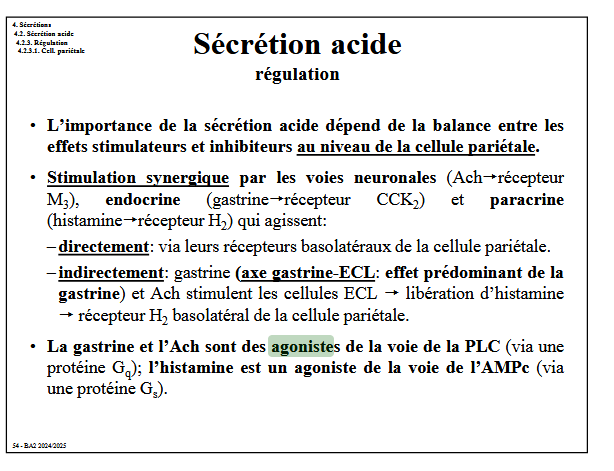 4. Sécrétions
4.2. Sécrétion acide
4.2.3. Régulation
4.2.3.1. Cell. pariétale
Sécrétion acide
régulation
• L’importance de la sécrétion acide dépend de la balance entre les
effets stimulateurs et inhibiteurs au niveau de la cellule pariétale.
• Stimulation synergique par les voies neuronales (Ach→récepteur
M3), endocrine (gastrine→récepteur CCK2) et paracrine
(histamine→récepteur H2) qui agissent:
–directement: via leurs récepteurs basolatéraux de la cellule pariétale.
–indirectement: gastrine (axe gastrine-ECL: effet prédominant de la
gastrine) et Ach stimulent les cellules ECL → libération d’histamine
→ récepteur H2 basolatéral de la cellule pariétale.
• La gastrine et l’Ach sont des agonistes de la voie de la PLC (via une
protéine Gq); l’histamine est un agoniste de la voie de l’AMPc (via
une protéine Gs).
54 - BA2 2024/2025